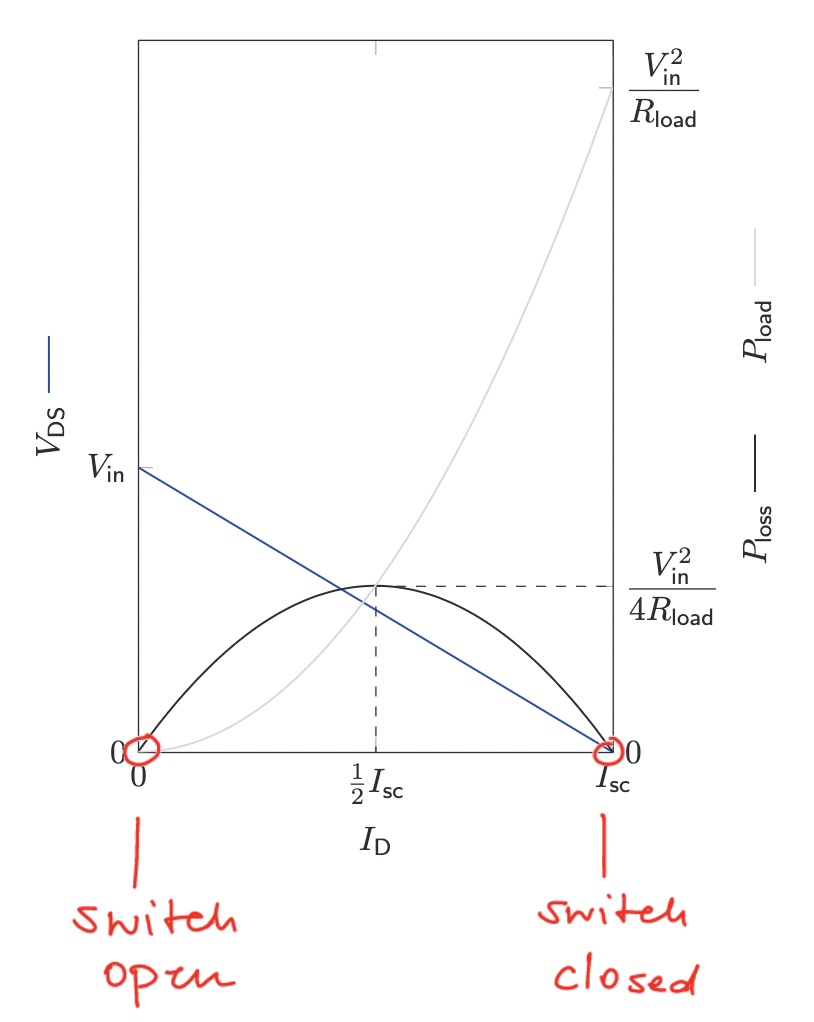 V_in^2
R_load
P_load
V_DS
V_in
P_loss
V_in^2
4R_load
0
0
0
1/2 I_sc
I_sc
I_D
switch
open
switch
closed